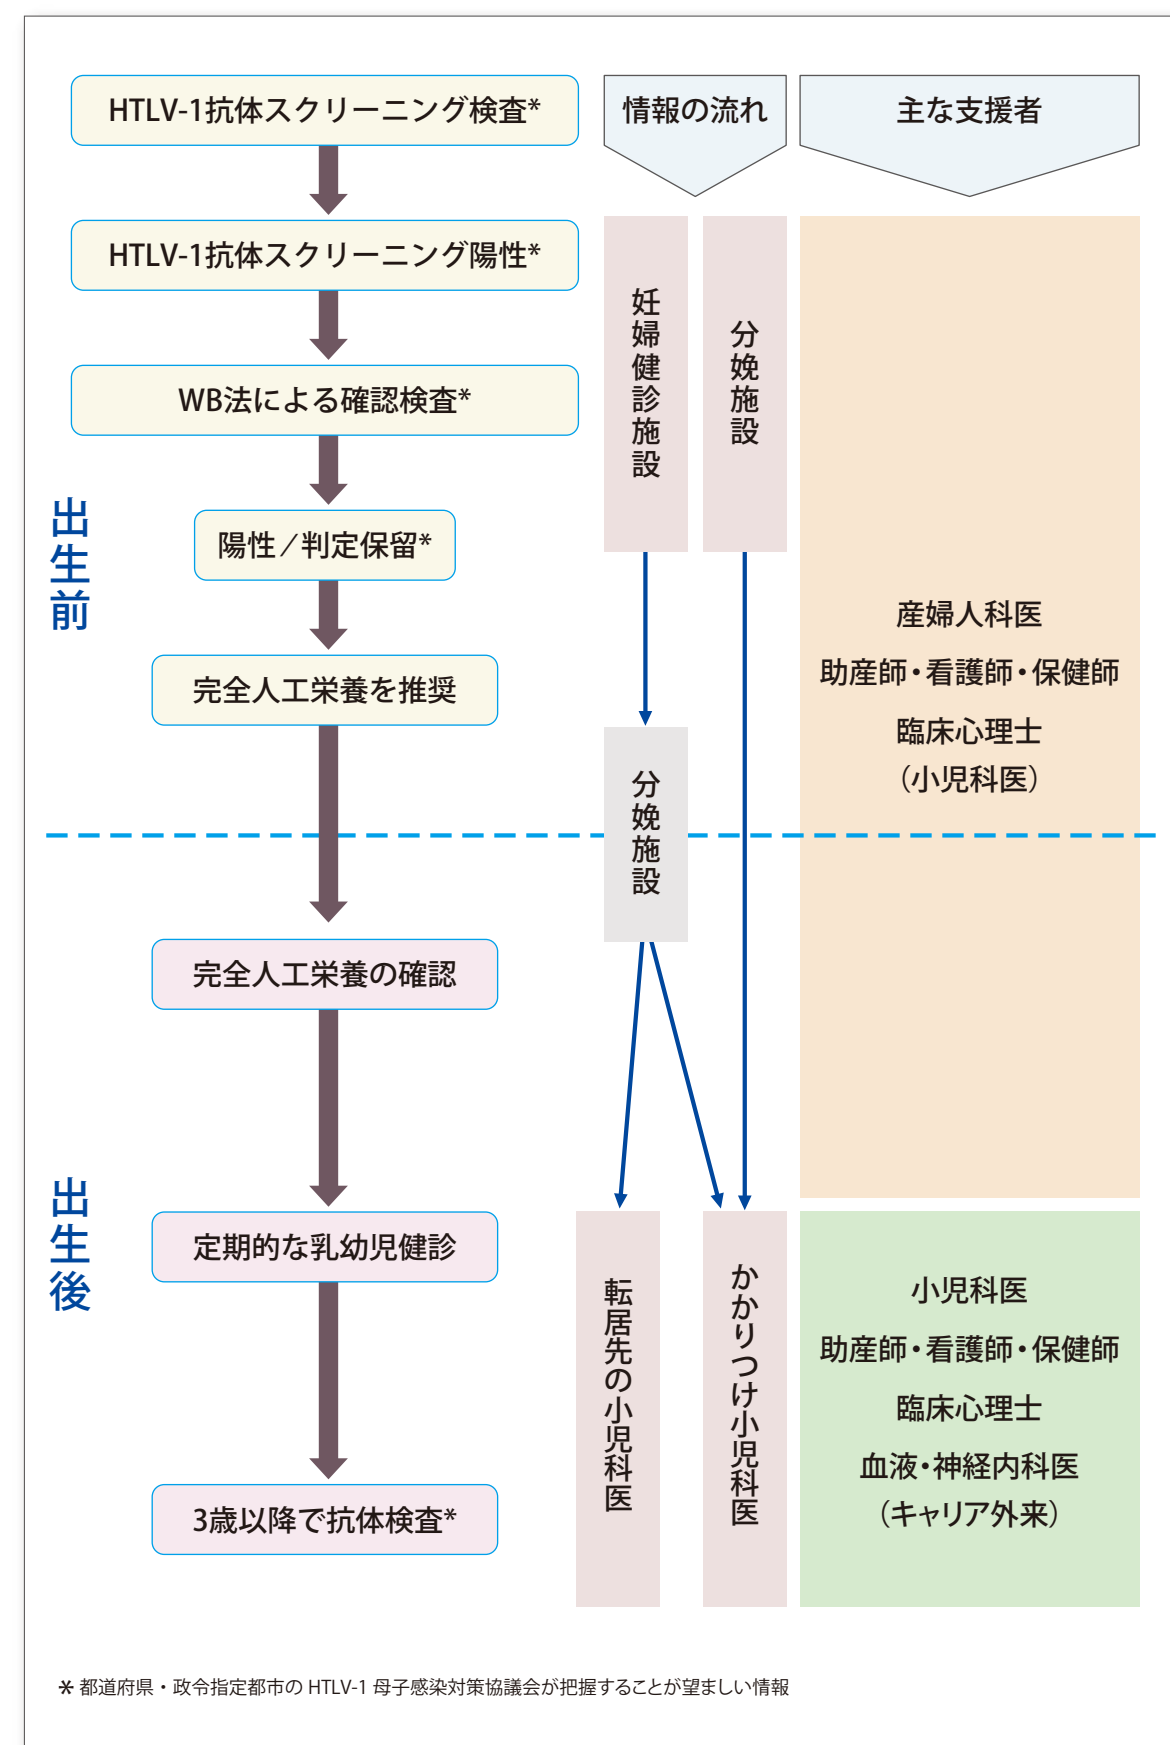 HTLV-1抗体スクリーニング検査*
HTLV-1抗体スクリーニング陽性*
WB法による確認検査*
陽性／判定保留*
完全人工栄養を推奨
完全人工栄養の確認
定期的な乳幼児健診
3歳以降で抗体検査*
出生前
出生後
情報の流れ
妊婦健診施設
分娩施設
分娩施設
転居先の小児科医
かかりつけ小児科医
主な支援者
産婦人科医
助産師・看護師・保健師
臨床心理士
（小児科医）
小児科医
助産師・看護師・保健師
臨床心理士
血液・神経内科医
（キャリア外来）
* 都道府県・政令指定都市の HTLV-1 母子感染対策協議会が把握することが望ましい情報